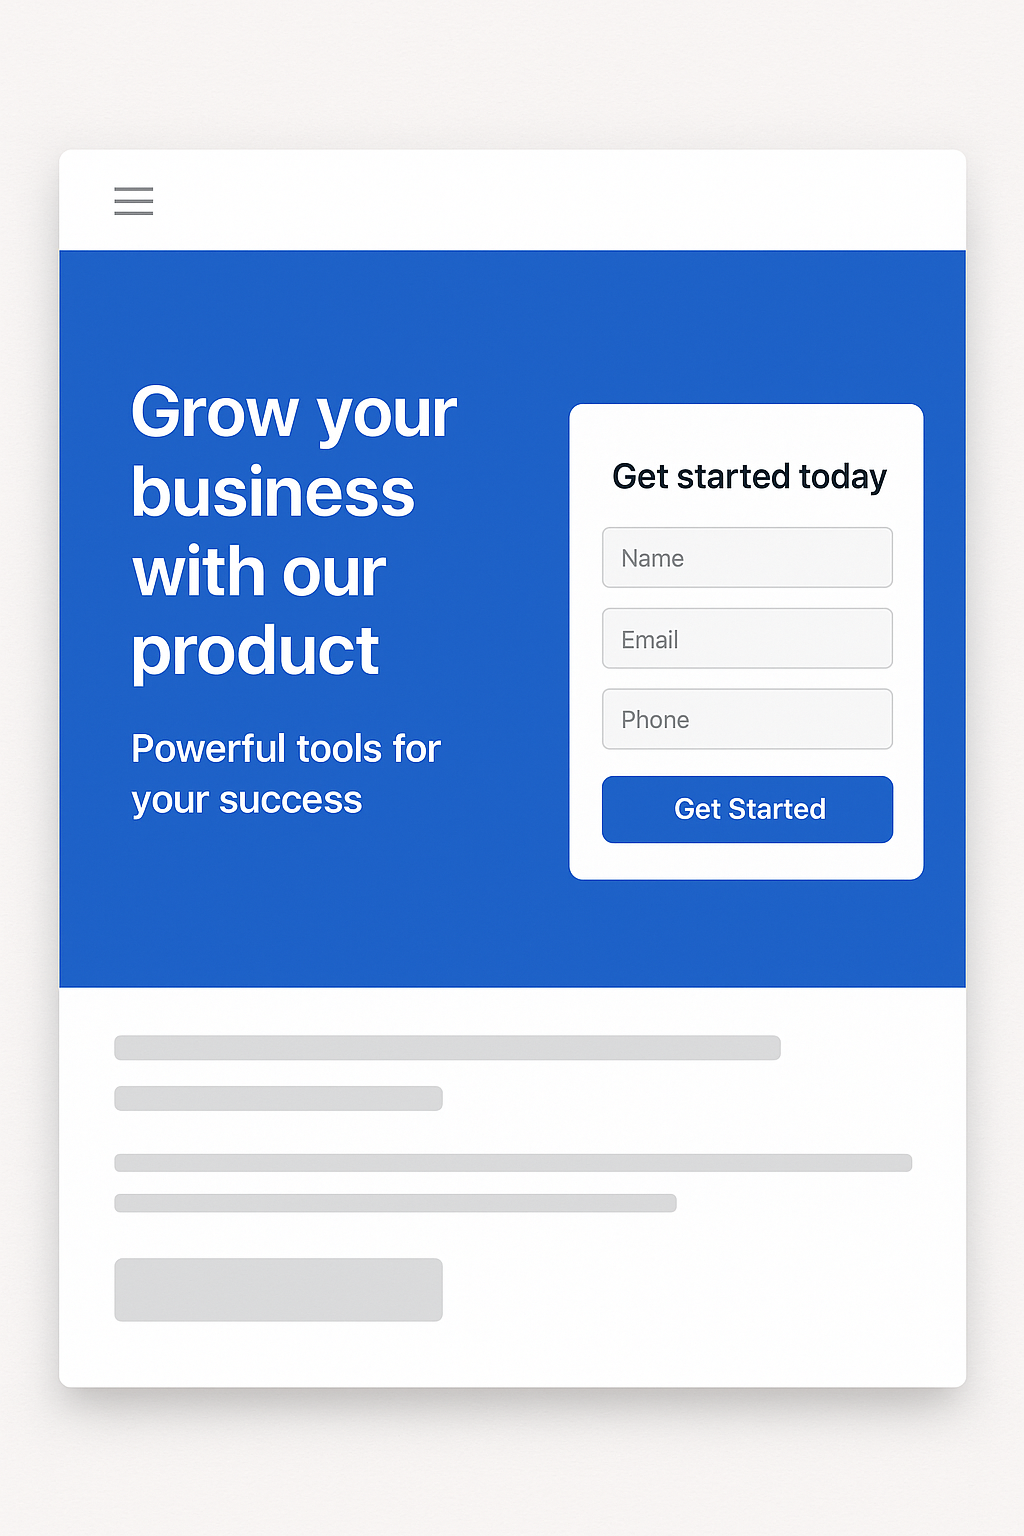 Grow your
business
with our
product
Powerful tools for
your success
Get started today
Name
Email
Phone
Get Started